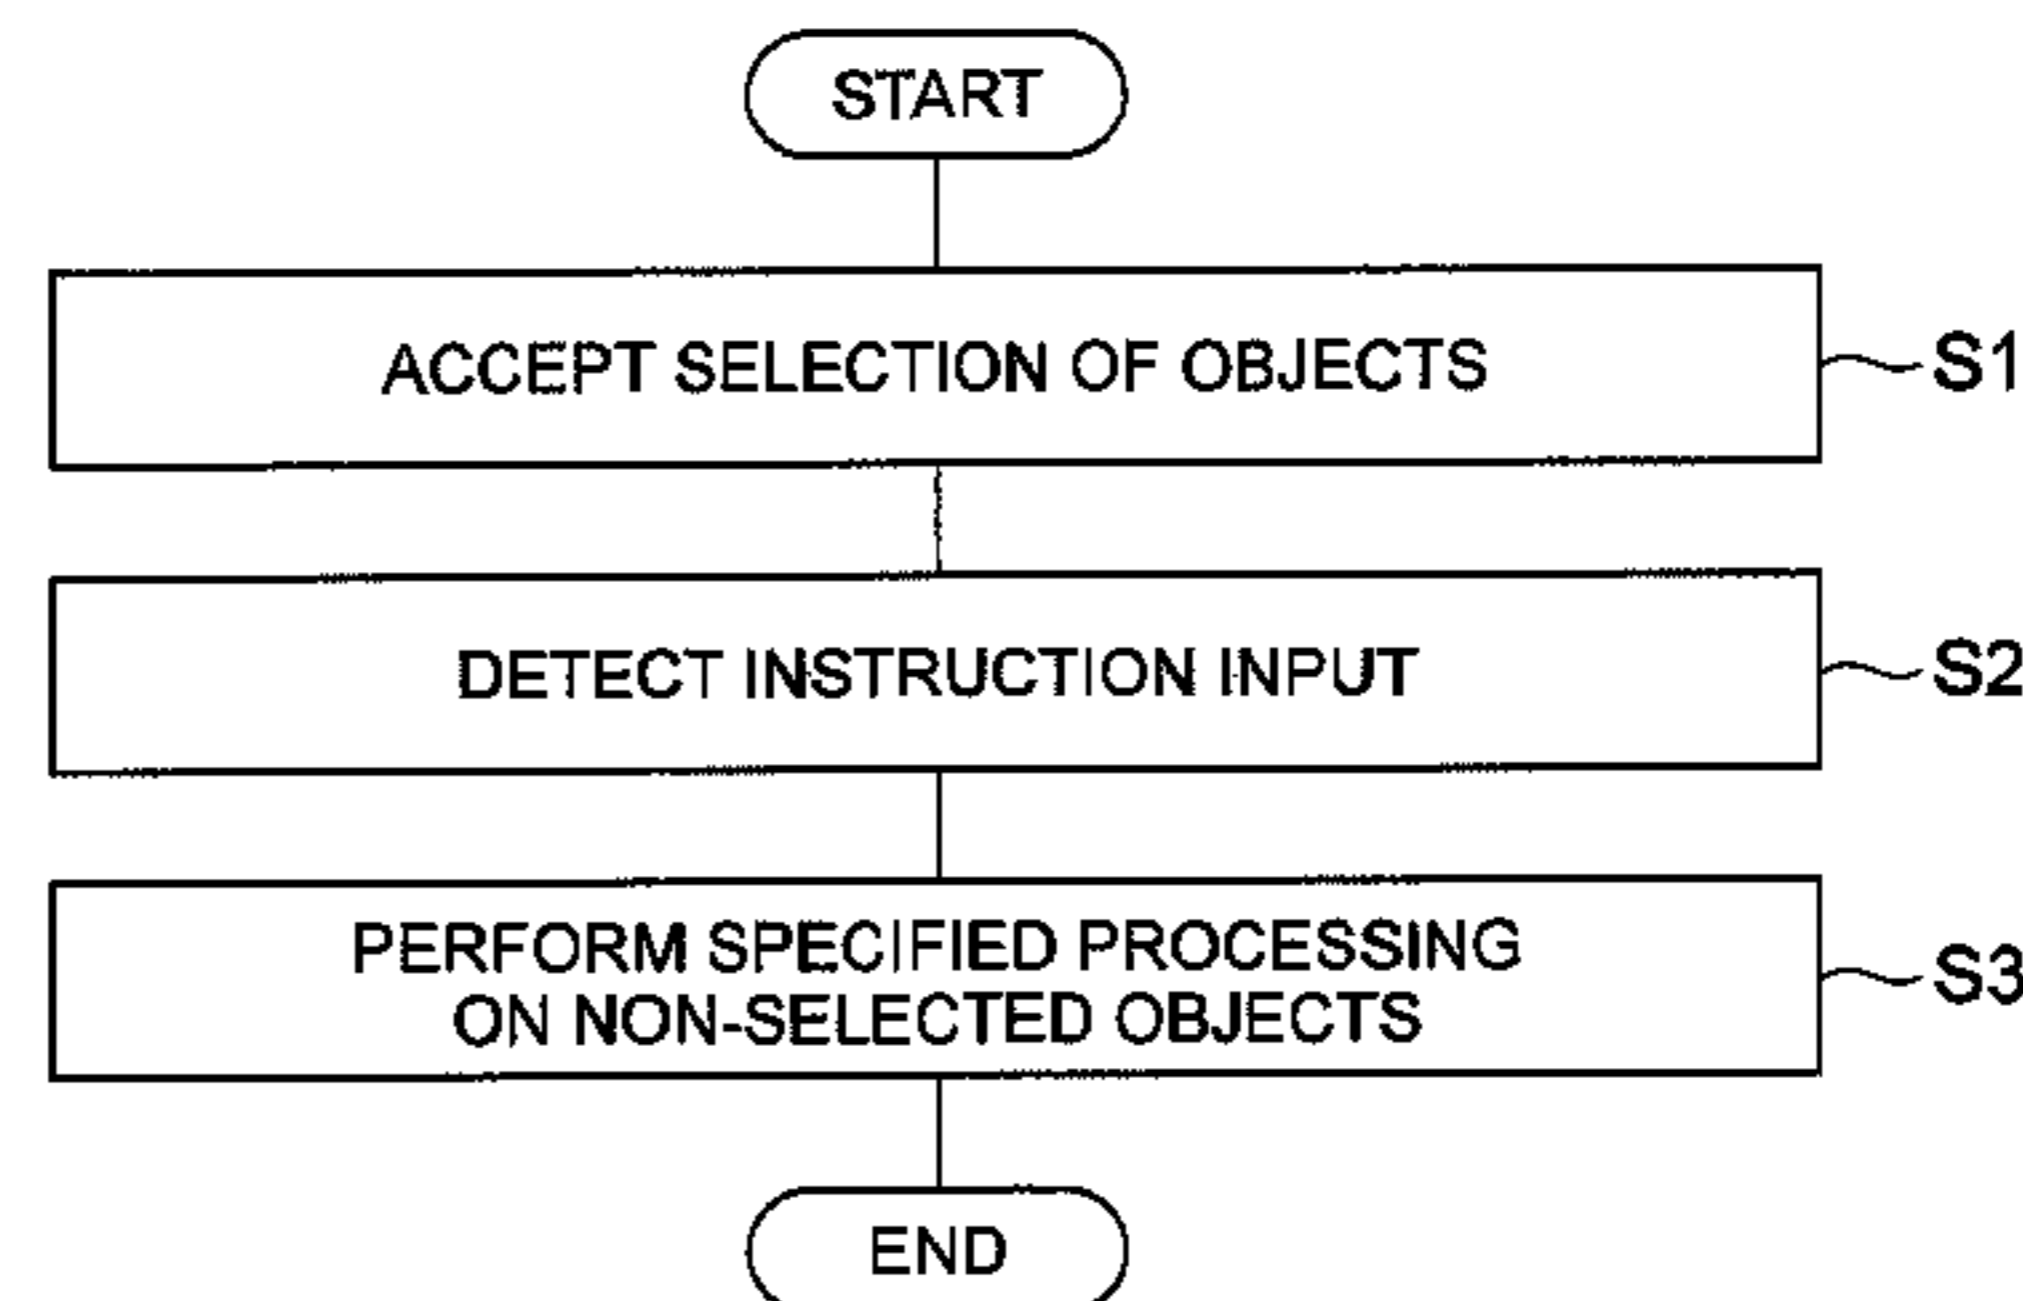 START
ACCEPT SELECTION OF OBJECTS
S1
DETECT INSTRUCTION INPUT
S2
PERFORM SPECIFIED PROCESSING
ON NON-SELECTED OBJECTS
S3
END